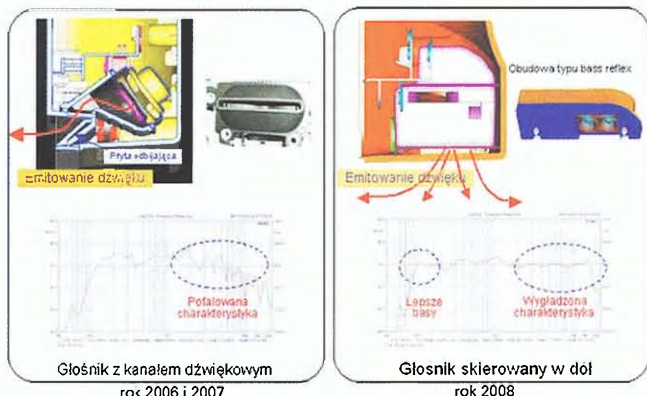 Płyta odbijająca
Emitowanie dźwięku
Pofalowana
charakterystyka
Głośnik z kanałem dźwiękowym
rok 2006 i 2007
Obudowa typu bass reflex
Emitowanie dźwięku
Lepsze
basy
Wygładzona
charakterystyka
Głosnik skierowany w dół
rok 2008